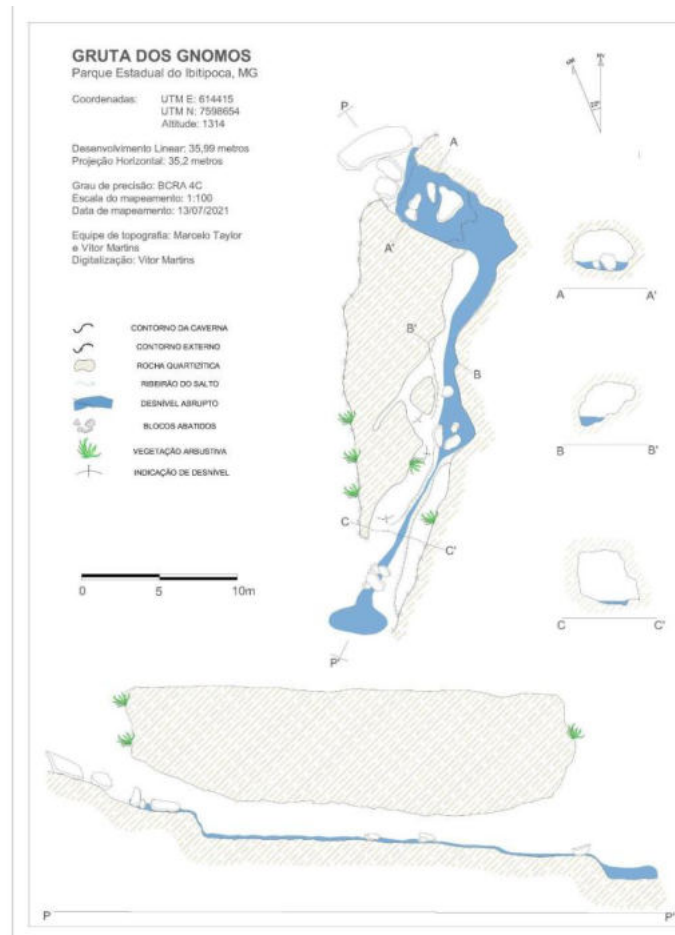 GRUTA DOS GNOMOS
Parque Estadual do Ibitipoca, MG
Coordenadas: UTM E: 614415
UTM N: 7598654
Altitude: 1314
Desenvolvimento Linear: 35,99 metros
Projeção Horizontal: 35,2 metros
Grau de precisão: BCRA 4C
Escala do mapeamento: 1:100
Data de mapeamento: 13/07/2021
Equipe de topografia: Marcelo Taylor
e Vitor Martins
Digitalização: Vitor Martins
CONTORNO DA CAVERNA
CONTORNO EXTERNO
ROCHA QUARTZÍTICA
RIBEIRÃO DO SALTO
DESNÍVEL ABRUPTO
BLOCOS ABATIDOS
VEGETAÇÃO ARBUSTIVA
INDICAÇÃO DE DESNÍVEL
0 5 10m
P
A
A'
B'
B
C
C'
P'
A A'
B B'
C C'
P P'